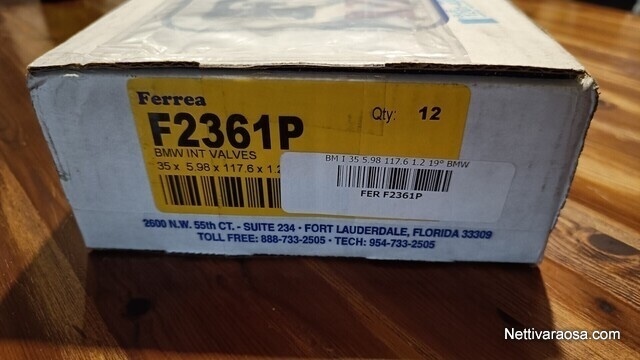 Ferrea
Qty: 12
F2361P
BMW INT VALVES
35 x 5.98 x 117.6 x 1.2
BM I 35 5.98 117.6 1.2 19° BMW
FER F2361P
2600 N.W. 55th CT. - SUITE 234 • FORT LAUDERDALE, FLORIDA 33309
TOLL FREE: 888-733-2505 • TECH: 954-733-2505
Nettivaraosa.com